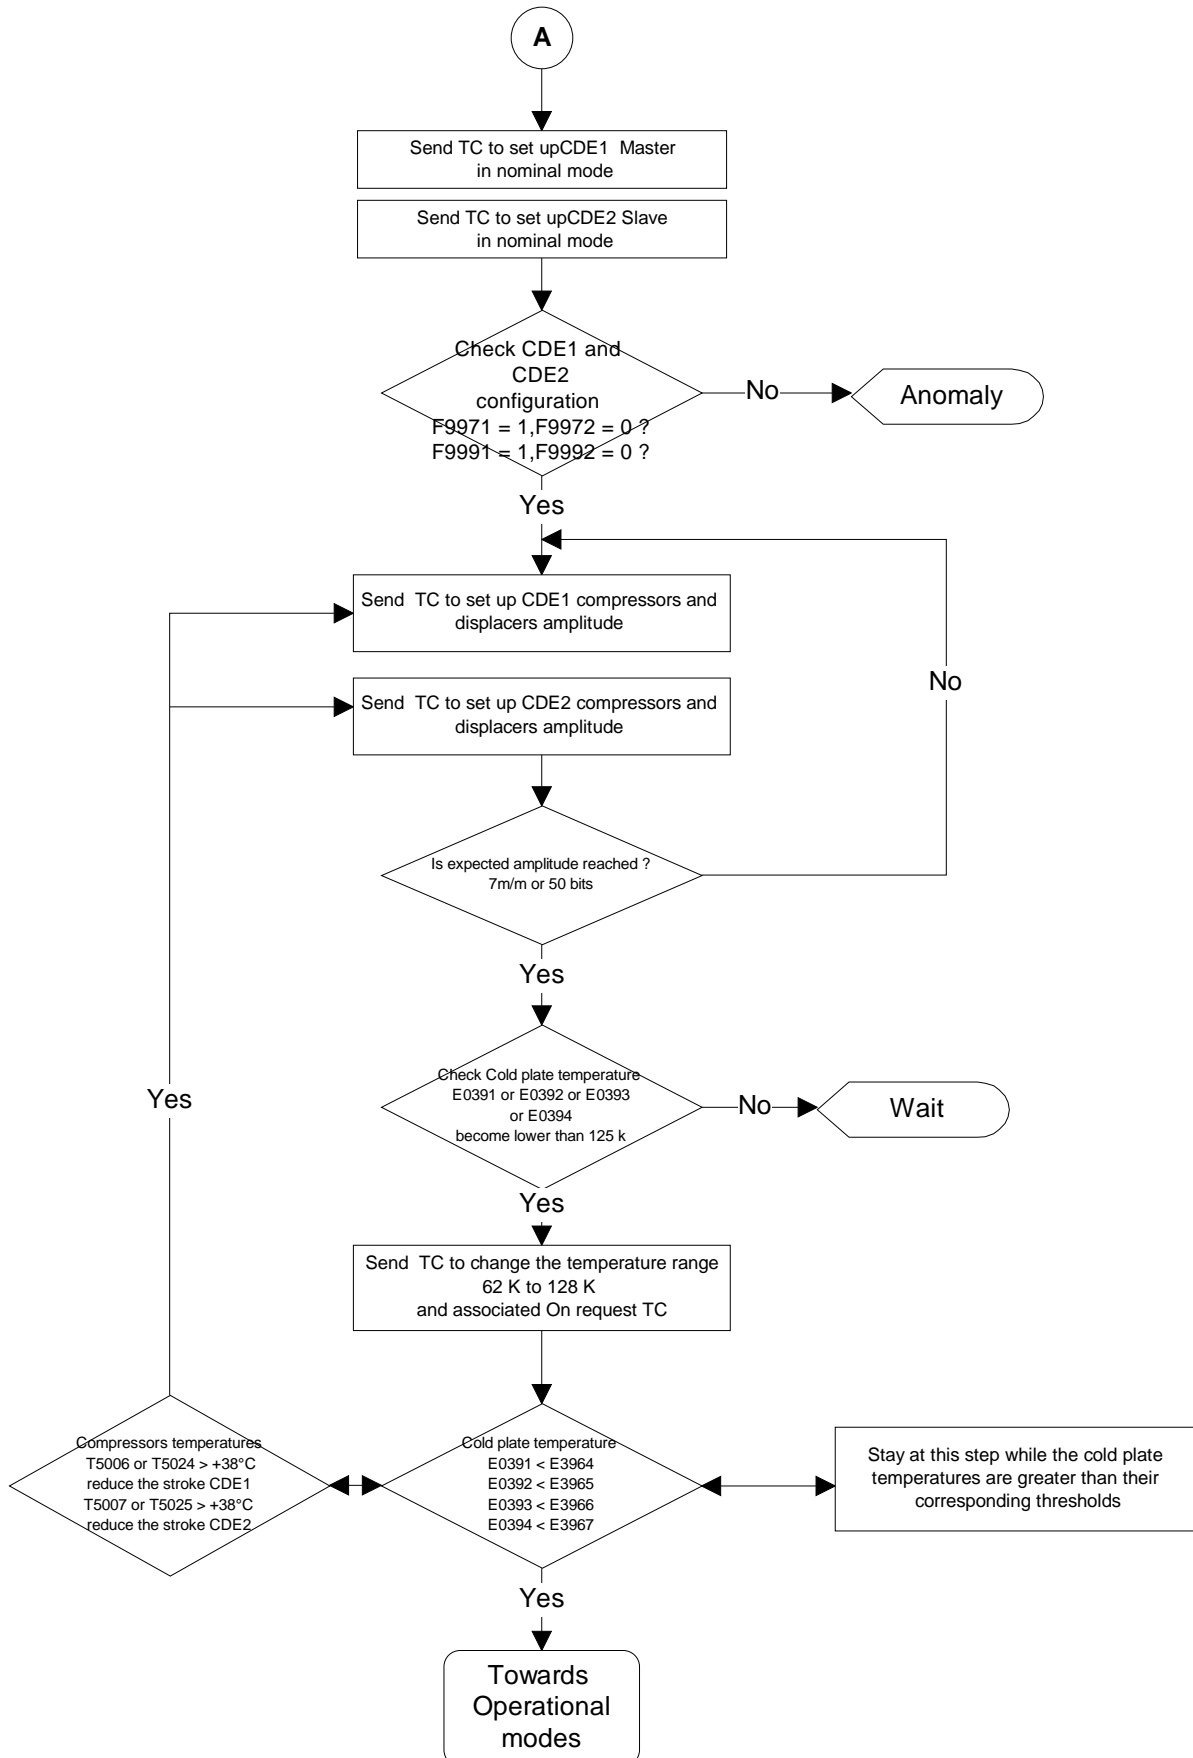 A
Send TC to set upCDE1 Master
in nominal mode
Send TC to set upCDE2 Slave
in nominal mode
Check CDE1 and
CDE2
configuration
F9971 = 1,F9972 = 0 ?
F9991 = 1,F9992 = 0 ?
No
Anomaly
Yes
Send TC to set up CDE1 compressors and
displacers amplitude
No
Send TC to set up CDE2 compressors and
displacers amplitude
Is expected amplitude reached ?
7m/m or 50 bits
Yes
Check Cold plate temperature
E0391 or E0392 or E0393
or E0394
become lower than 125 k
No
Wait
Yes
Yes
Send TC to change the temperature range
62 K to 128 K
and associated On request TC
Compressors temperatures
T5006 or T5024 > +38°C
reduce the stroke CDE1
T5007 or T5025 > +38°C
reduce the stroke CDE2
Cold plate temperature
E0391 < E3964
E0392 < E3965
E0393 < E3966
E0394 < E3967
Stay at this step while the cold plate
temperatures are greater than their
corresponding thresholds
Yes
Towards
Operational
modes